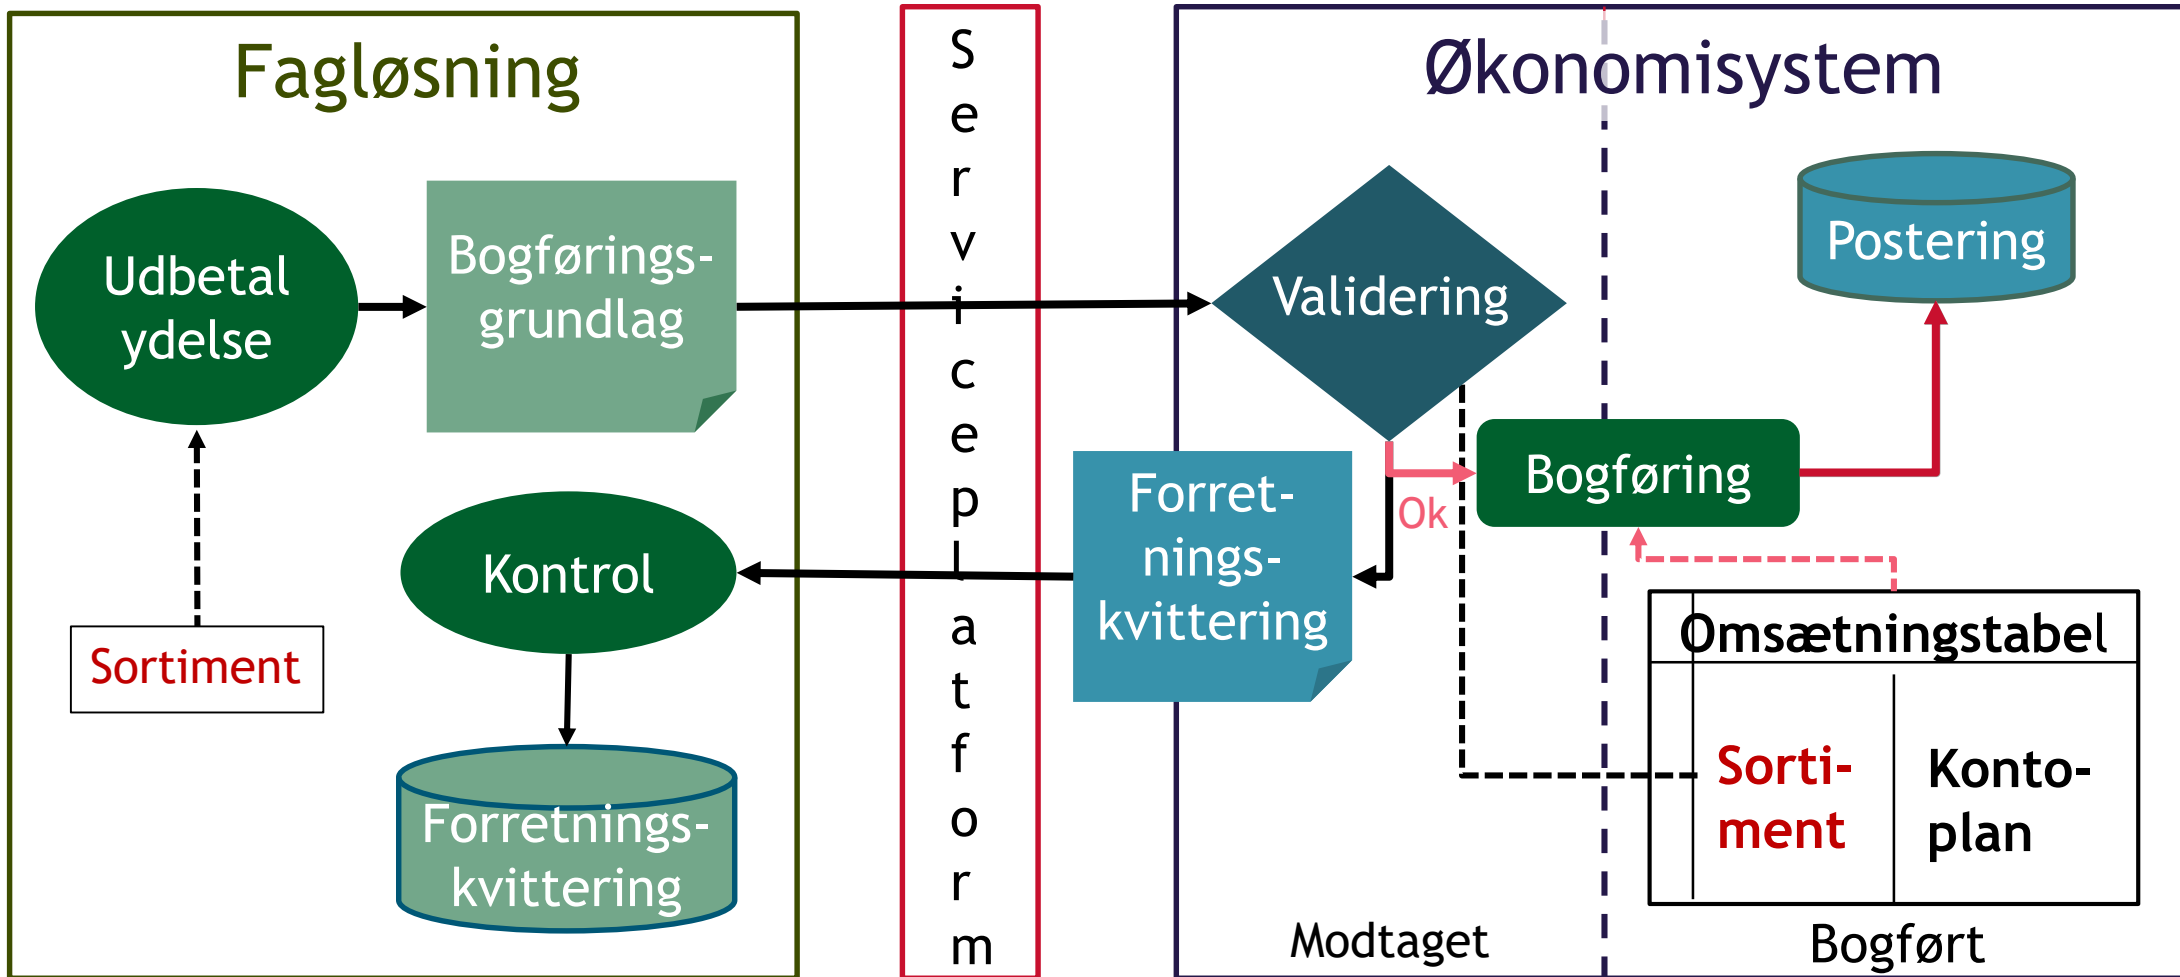 Fagløsning
Udbetal
ydelse
Bogførings-
grundlag
Sortiment
Kontrol
Forretnings-
kvittering
Serviceplatform
Økonomisystem
Validering
Postering
Ok
Bogføring
Forret-
nings-
kvittering
Omsætningstabel
Sorti-
ment
Konto-
plan
Modtaget
Bogført